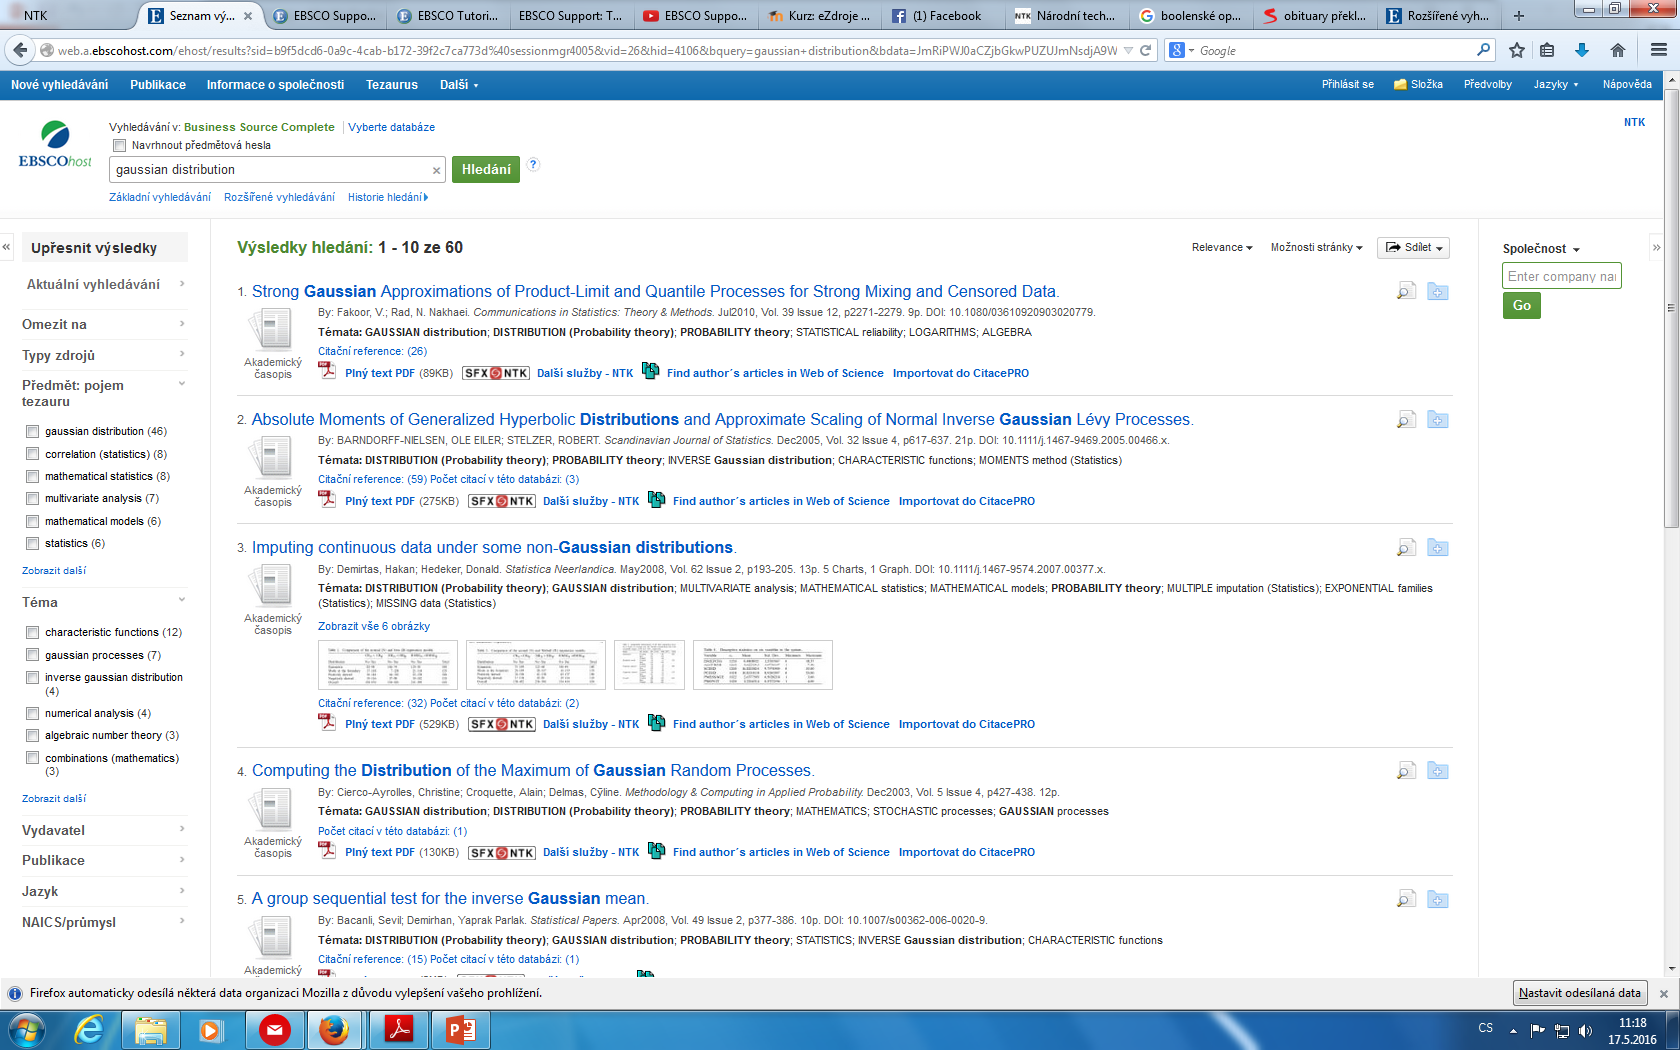 NTK
Seznam vý...
EBSCO Suppo...
EBSCO Tutori...
EBSCO Support: T...
EBSCO Suppo...
Kurz: eZdroje ...
(1) Facebook
NTK Národní tech...
boolenské op...
obituary překl...
Rozšířené vyh...
web.a.ebscohost.com/ehost/results?sid=b9f5dcd6-0a9c-4cab-b172-39f2c7ca773d%40sessionmgr4005&vid=26&hid=4106&bquery=gaussian+distribution&bdata=JmRiPWJ0aCZjbGkwPUZUJmNsdjA9W
Google
Nové vyhledávání Publikace Informace o společnosti Tezaurus Další
Přihlásit se Složka Předvolby Jazyky Nápověda
EBSCOhost
Vyhledávání v: Business Source Complete Vyberte databáze
NTK
Navrhnout předmětová hesla
gaussian distribution
Hledání ?
Základní vyhledávání Rozšířené vyhledávání Historie hledání
Upřesnit výsledky
Aktuální vyhledávání
Omezit na
Typy zdrojů
Předmět: pojem
tezauru
gaussian distribution (46)
correlation (statistics) (8)
mathematical statistics (8)
multivariate analysis (7)
mathematical models (6)
statistics (6)
Zobrazit další
Téma
characteristic functions (12)
gaussian processes (7)
inverse gaussian distribution
(4)
numerical analysis (4)
algebraic number theory (3)
combinations (mathematics)
(3)
Zobrazit další
Vydavatel
Publikace
Jazyk
NAICS/průmysl
Výsledky hledání: 1 - 10 ze 60
Relevance Možnosti stránky Sdílet
1. Strong Gaussian Approximations of Product-Limit and Quantile Processes for Strong Mixing and Censored Data.
By: Fakoor, V.; Rad, N. Nakhaei. Communications in Statistics: Theory & Methods. Jul2010, Vol. 39 Issue 12, p2271-2279. 9p. DOI: 10.1080/03610920903020779.
Témata: GAUSSIAN distribution; DISTRIBUTION (Probability theory); PROBABILITY theory; STATISTICAL reliability; LOGARITHMS; ALGEBRA
Citační reference: (26)
Akademický
časopis
Plný text PDF (89KB) SFX NTK Další služby - NTK Find author´s articles in Web of Science Importovat do CitacePRO
2. Absolute Moments of Generalized Hyperbolic Distributions and Approximate Scaling of Normal Inverse Gaussian Lévy Processes.
By: BARNDORFF-NIELSEN, OLE EILER; STELZER, ROBERT. Scandinavian Journal of Statistics. Dec2005, Vol. 32 Issue 4, p617-637. 21p. DOI: 10.1111/j.1467-9469.2005.00466.x.
Témata: DISTRIBUTION (Probability theory); PROBABILITY theory; INVERSE Gaussian distribution; CHARACTERISTIC functions; MOMENTS method (Statistics)
Citační reference: (59) Počet citací v této databázi: (3)
Akademický
časopis
Plný text PDF (275KB) SFX NTK Další služby - NTK Find author´s articles in Web of Science Importovat do CitacePRO
3. Imputing continuous data under some non-Gaussian distributions.
By: Demirtas, Hakan; Hedeker, Donald. Statistica Neerlandica. May2008, Vol. 62 Issue 2, p193-205. 13p. 5 Charts, 1 Graph. DOI: 10.1111/j.1467-9574.2007.00377.x.
Témata: DISTRIBUTION (Probability theory); GAUSSIAN distribution; MULTIVARIATE analysis; MATHEMATICAL statistics; MATHEMATICAL models; PROBABILITY theory; MULTIPLE imputation (Statistics); EXPONENTIAL families
(Statistics); MISSING data (Statistics)
Akademický
časopis
Zobrazit vše 6 obrázky
Citační reference: (32) Počet citací v této databázi: (2)
Plný text PDF (529KB) SFX NTK Další služby - NTK Find author´s articles in Web of Science Importovat do CitacePRO
4. Computing the Distribution of the Maximum of Gaussian Random Processes.
By: Cierco-Ayrolles, Christine; Croquette, Alain; Delmas, Cÿline. Methodology & Computing in Applied Probability. Dec2003, Vol. 5 Issue 4, p427-438. 12p.
Témata: GAUSSIAN distribution; DISTRIBUTION (Probability theory); PROBABILITY theory; MATHEMATICS; STOCHASTIC processes; GAUSSIAN processes
Počet citací v této databázi: (1)
Akademický
časopis
Plný text PDF (130KB) SFX NTK Další služby - NTK Find author´s articles in Web of Science Importovat do CitacePRO
5. A group sequential test for the inverse Gaussian mean.
By: Bacanli, Sevil; Demirhan, Yaprak Parlak. Statistical Papers. Apr2008, Vol. 49 Issue 2, p377-386. 10p. DOI: 10.1007/s00362-006-0020-9.
Témata: DISTRIBUTION (Probability theory); GAUSSIAN distribution; PROBABILITY theory; STATISTICS; INVERSE Gaussian distribution; CHARACTERISTIC functions
Citační reference: (15) Počet citací v této databázi: (1)
Akademický
Společnost
Enter company nam
Go
Firefox automaticky odesílá některá data organizaci Mozilla z důvodu vylepšení vašeho prohlížení.
Nastavit odesílaná data
CS
11:18
17.5.2016